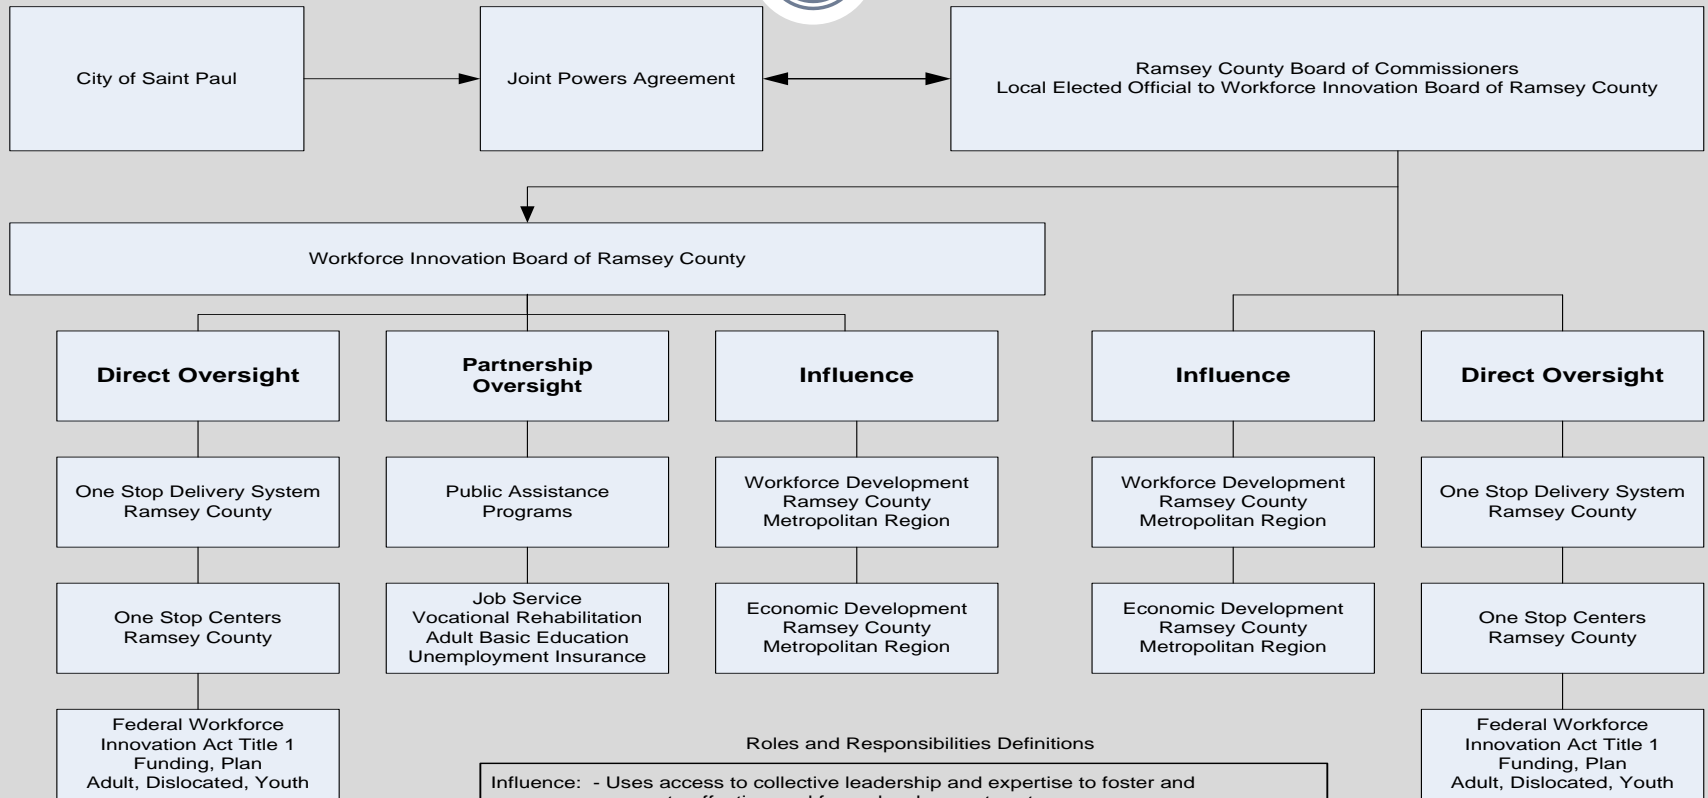 City of Saint Paul
Joint Powers Agreement
Ramsey County Board of Commissioners
Local Elected Official to Workforce Innovation Board of Ramsey County
Workforce Innovation Board of Ramsey County
Direct Oversight
Partnership
Oversight
Influence
Influence
Direct Oversight
One Stop Delivery System
Ramsey County
Public Assistance
Programs
Workforce Development
Ramsey County
Metropolitan Region
Workforce Development
Ramsey County
Metropolitan Region
One Stop Delivery System
Ramsey County
One Stop Centers
Ramsey County
Job Service
Vocational Rehabilitation
Adult Basic Education
Unemployment Insurance
Economic Development
Ramsey County
Metropolitan Region
Economic Development
Ramsey County
Metropolitan Region
One Stop Centers
Ramsey County
Federal Workforce
Innovation Act Title 1
Funding, Plan
Adult, Dislocated, Youth
Federal Workforce
Innovation Act Title 1
Funding, Plan
Adult, Dislocated, Youth
Roles and Responsibilities Definitions
Influence: - Uses access to collective leadership and expertise to foster and